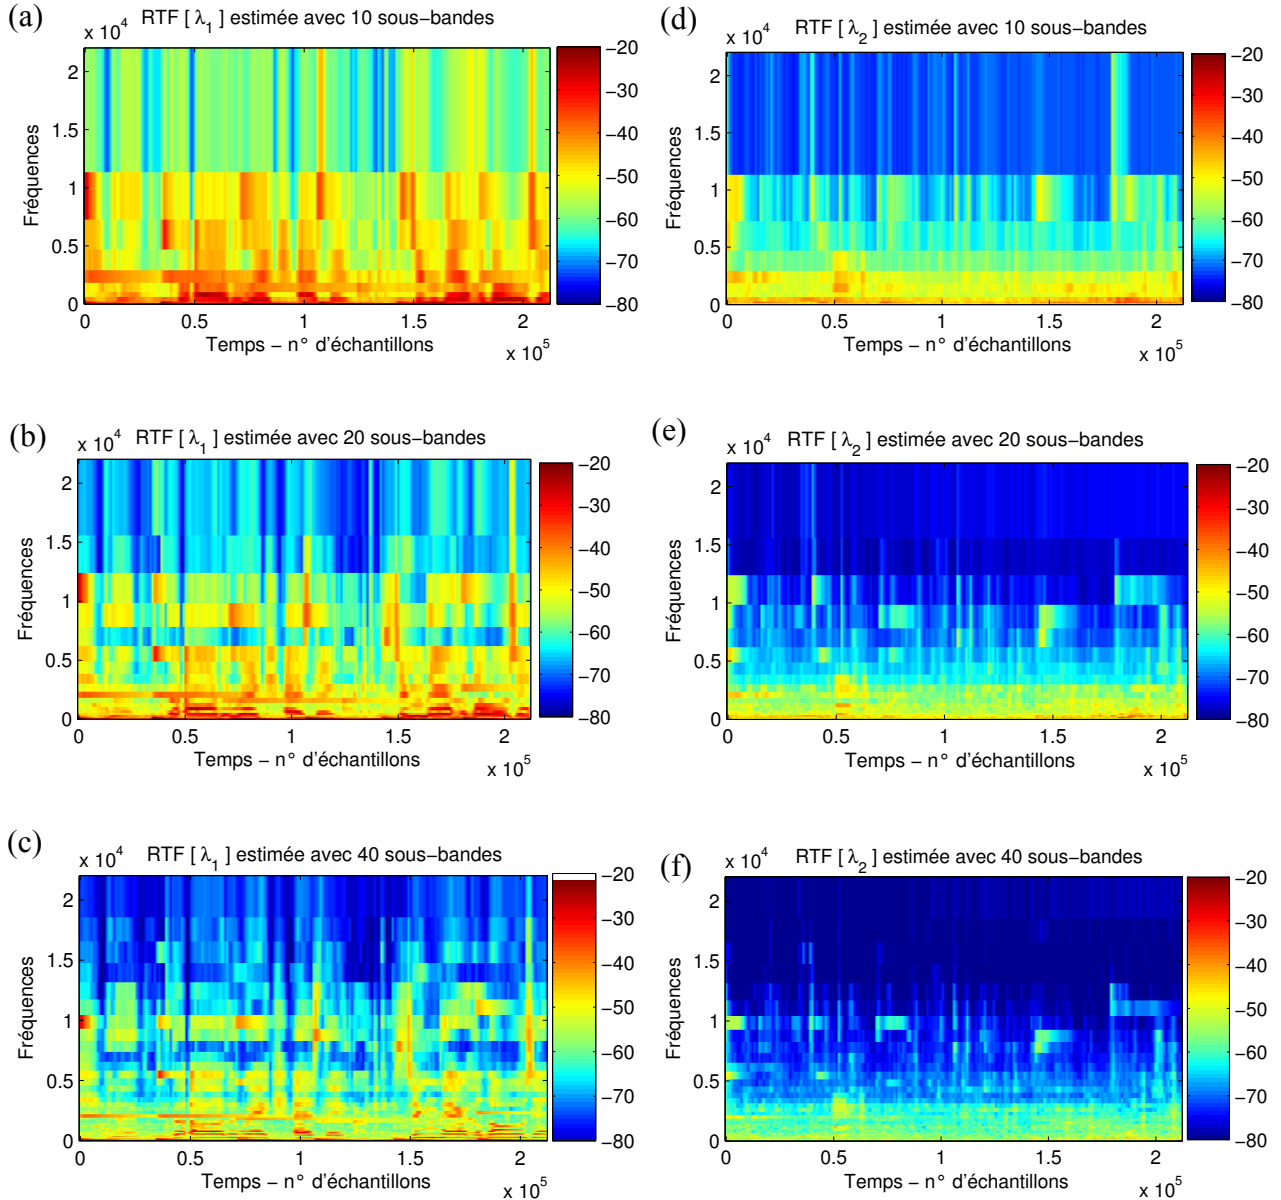 (a)
x 10^4 RTF [ λ_1 ] estimée avec 10 sous−bandes
Fréquences
2
1.5
1
0.5
0
0 0.5 1 1.5 2
x 10^5
Temps − n° d'échantillons
−20
−30
−40
−50
−60
−70
−80
(d)
x 10^4 RTF [ λ_2 ] estimée avec 10 sous−bandes
Fréquences
2
1.5
1
0.5
0
0 0.5 1 1.5 2
x 10^5
Temps − n° d'échantillons
−20
−30
−40
−50
−60
−70
−80
(b)
x 10^4 RTF [ λ_1 ] estimée avec 20 sous−bandes
Fréquences
2
1.5
1
0.5
0
0 0.5 1 1.5 2
x 10^5
Temps − n° d'échantillons
−20
−30
−40
−50
−60
−70
−80
(e)
x 10^4 RTF [ λ_2 ] estimée avec 20 sous−bandes
Fréquences
2
1.5
1
0.5
0
0 0.5 1 1.5 2
x 10^5
Temps − n° d'échantillons
−20
−30
−40
−50
−60
−70
−80
(c)
x 10^4 RTF [ λ_1 ] estimée avec 40 sous−bandes
Fréquences
2
1.5
1
0.5
0
0 0.5 1 1.5 2
x 10^5
Temps − n° d'échantillons
−20
−30
−40
−50
−60
−70
−80
(f)
x 10^4 RTF [ λ_2 ] estimée avec 40 sous−bandes
Fréquences
2
1.5
1
0.5
0
0 0.5 1 1.5 2
x 10^5
Temps − n° d'échantillons
−20
−30
−40
−50
−60
−70
−80